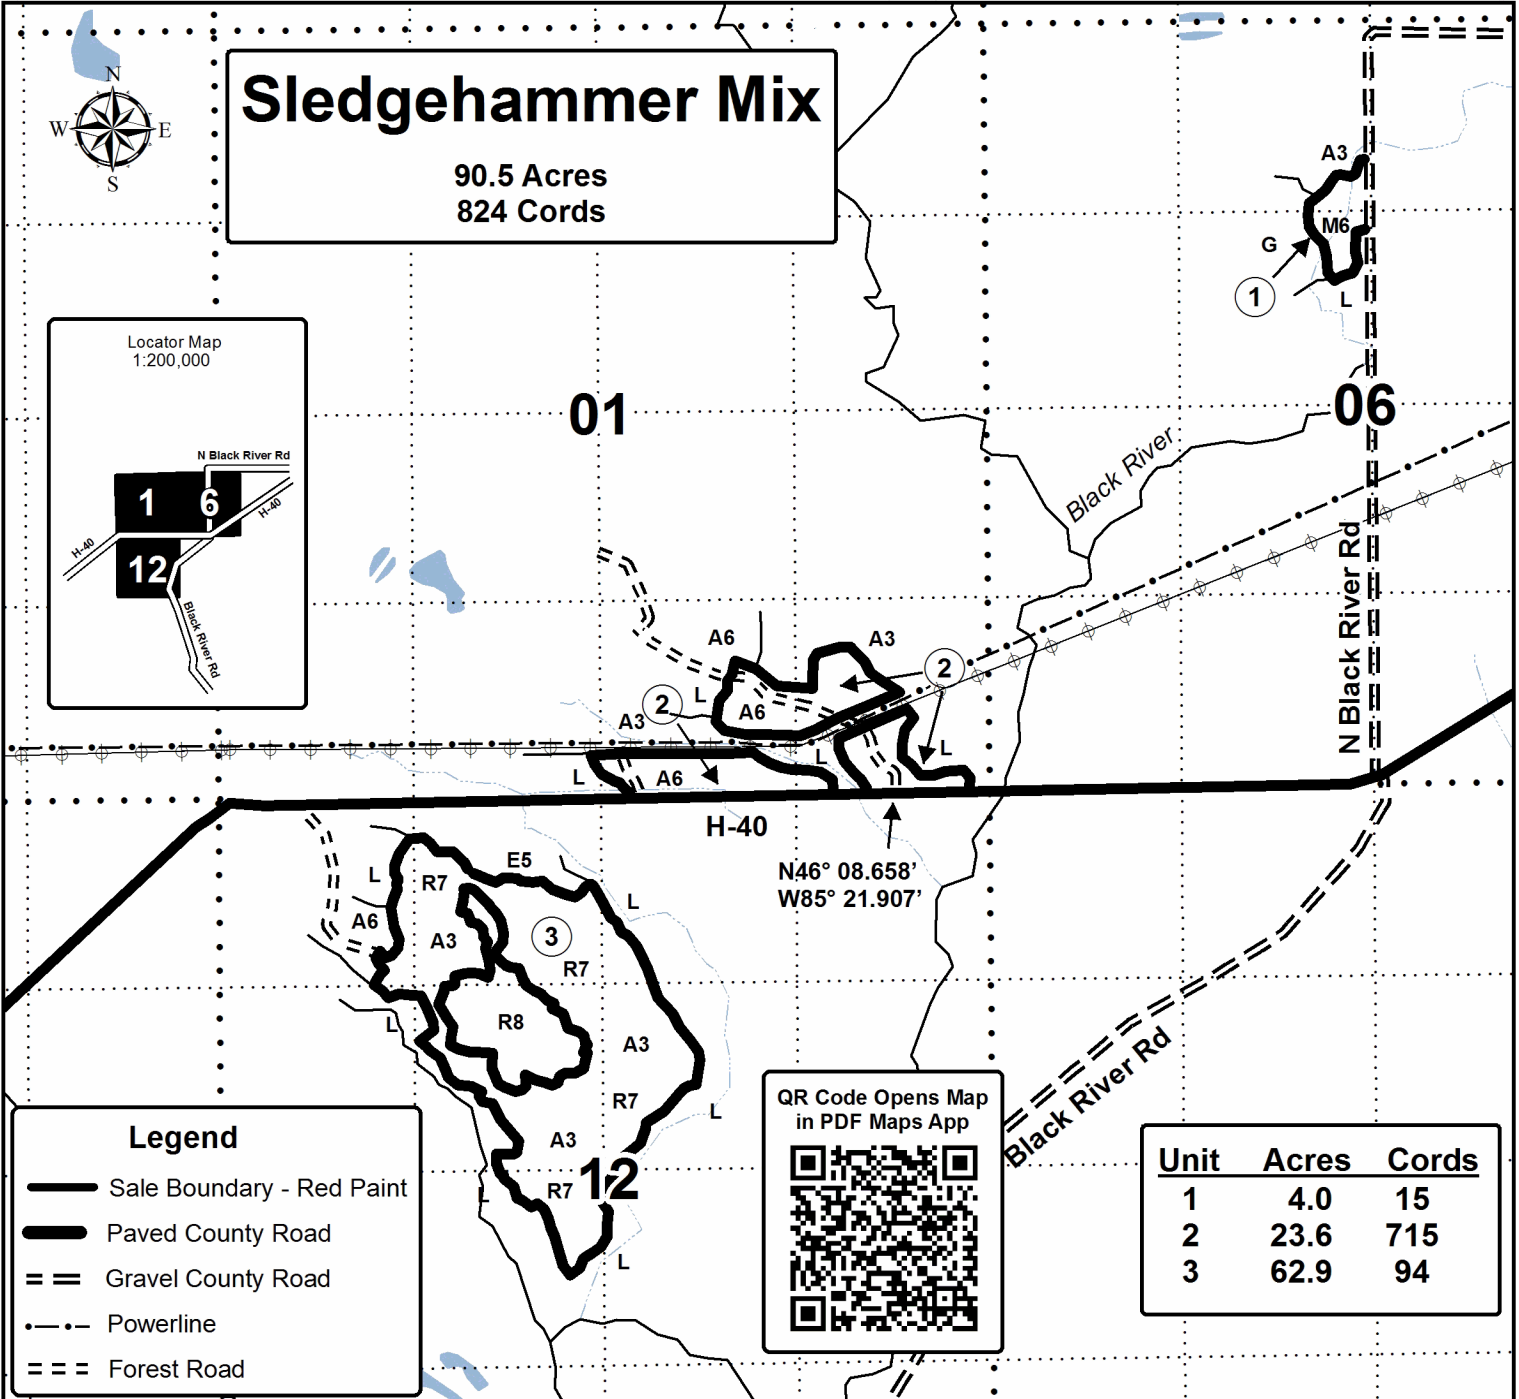 Sledgehammer Mix
90.5 Acres
824 Cords
N
W E
S
Locator Map
1:200,000
N Black River Rd
1 6
H-40
H-40
12
Black River Rd
01
06
A3
M6
G
1
L
Black River
N Black River Rd
A6
A3
2
L
2
A6
A3
L
L
L
A6
H-40
N46° 08.658’
W85° 21.907’
E5
L
R7
L
A6
A3
3
R7
R8
L
A3
R7
L
A3
12
R7
L
L
Black River Rd
Legend
Sale Boundary - Red Paint
Paved County Road
Gravel County Road
Powerline
Forest Road
QR Code Opens Map
in PDF Maps App
Unit Acres Cords
1 4.0 15
2 23.6 715
3 62.9 94